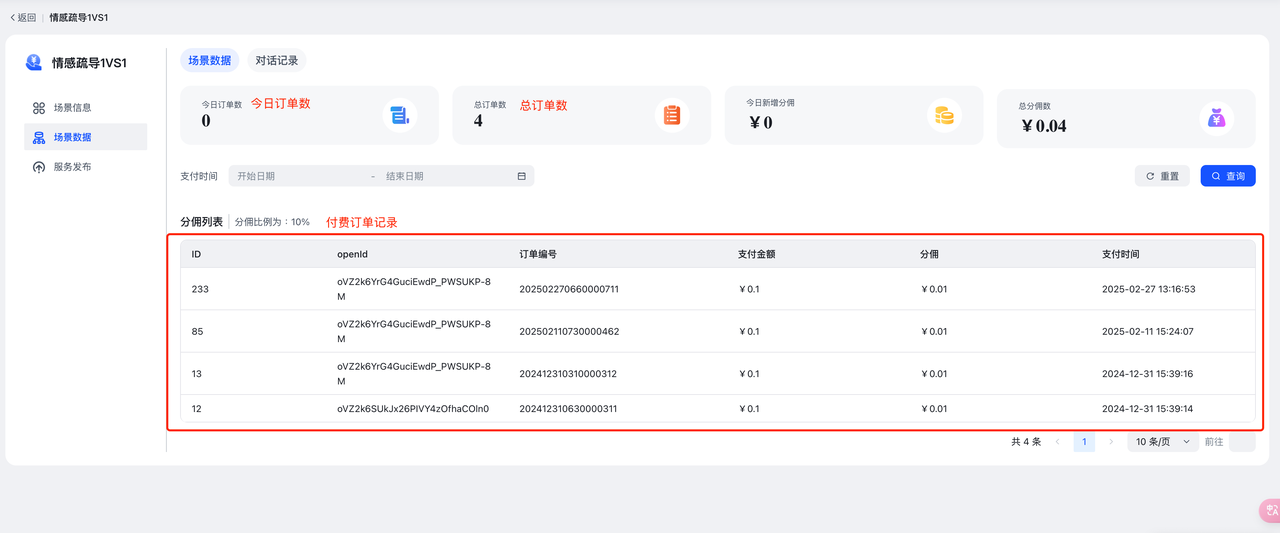 返回 | 情感疏导1VS1
情感疏导1VS1
场景信息
场景数据
服务发布
场景数据 对话记录
今日订单数 今日订单数
0
总订单数 总订单数
4
今日新增分佣
¥0
总分佣数
¥0.04
支付时间 开始日期 - 结束日期 重置 查询
分佣列表 分佣比例为：10% 付费订单记录
ID openId 订单编号 支付金额 分佣 支付时间
233 oVZ2k6YrG4GuciEwdP_PWSUKP-8 202502270660000711 ¥0.1 ¥0.01 2025-02-27 13:16:53
M
85 oVZ2k6YrG4GuciEwdP_PWSUKP-8 202502110730000462 ¥0.1 ¥0.01 2025-02-11 15:24:07
M
13 oVZ2k6YrG4GuciEwdP_PWSUKP-8 202412310310000312 ¥0.1 ¥0.01 2024-12-31 15:39:16
M
12 oVZ2k6SUkJx26PIVY4zOfhaCOln0 202412310630000311 ¥0.1 ¥0.01 2024-12-31 15:39:14
共 4 条 1 10 条/页 前往